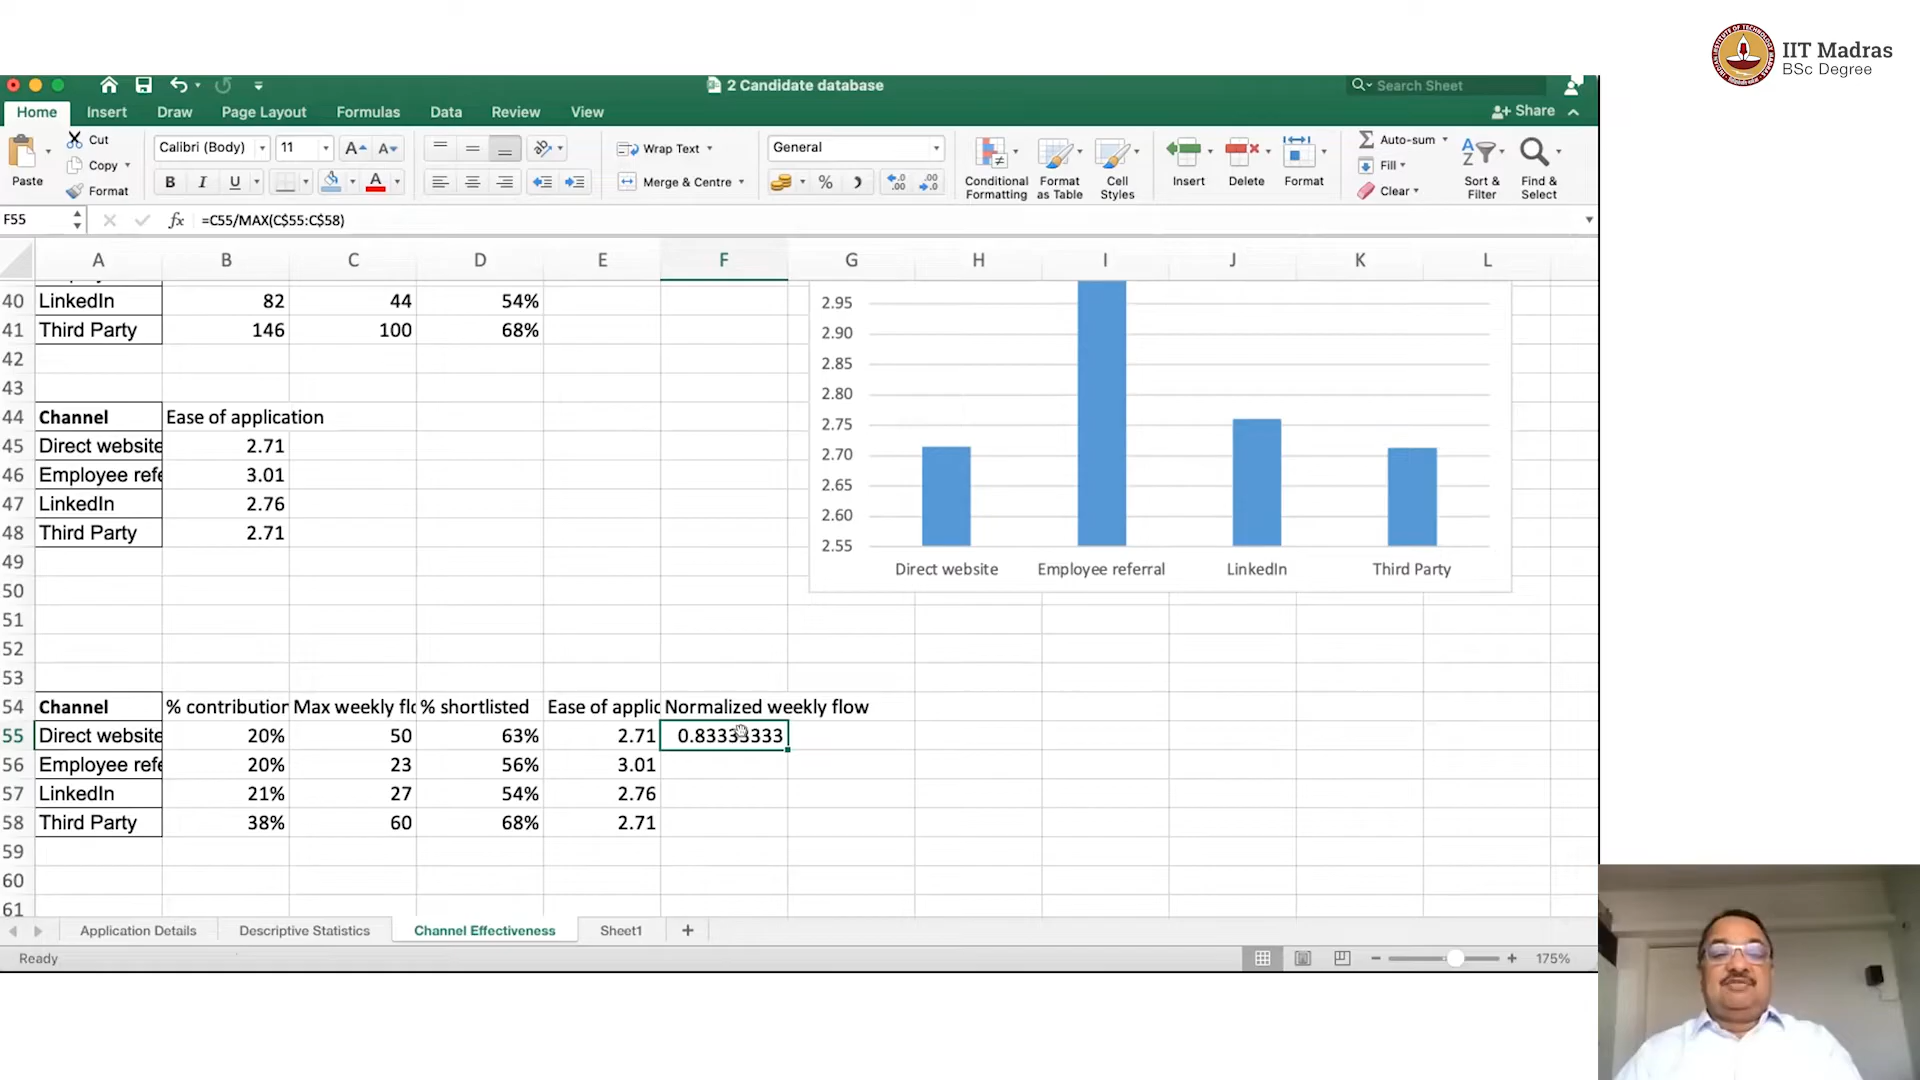 IIT Madras
BSc Degree
2 Candidate database
Search Sheet
Home Insert Draw Page Layout Formulas Data Review View
Share
Paste
Cut
Copy
Format
Calibri (Body) 11
Wrap Text
Merge & Centre
General
Conditional Formatting
Format as Table
Cell Styles
Insert
Delete
Format
Auto-sum
Fill
Clear
Sort & Filter
Find & Select
F55 fx =C55/MAX(C$55:C$58)
A B C D E F G H I J K L
40 LinkedIn 82 44 54%
41 Third Party 146 100 68%
42
43
44 Channel Ease of application
45 Direct website 2.71
46 Employee refe 3.01
47 LinkedIn 2.76
48 Third Party 2.71
49
50
51
52
53
54 Channel % contribution Max weekly flo % shortlisted Ease of applic Normalized weekly flow
55 Direct website 20% 50 63% 2.71 0.83333333
56 Employee refe 20% 23 56% 3.01
57 LinkedIn 21% 27 54% 2.76
58 Third Party 38% 60 68% 2.71
59
60
61
2.95
2.90
2.85
2.80
2.75
2.70
2.65
2.60
2.55
Direct website Employee referral LinkedIn Third Party
Application Details Descriptive Statistics Channel Effectiveness Sheet1 +
Ready
175%